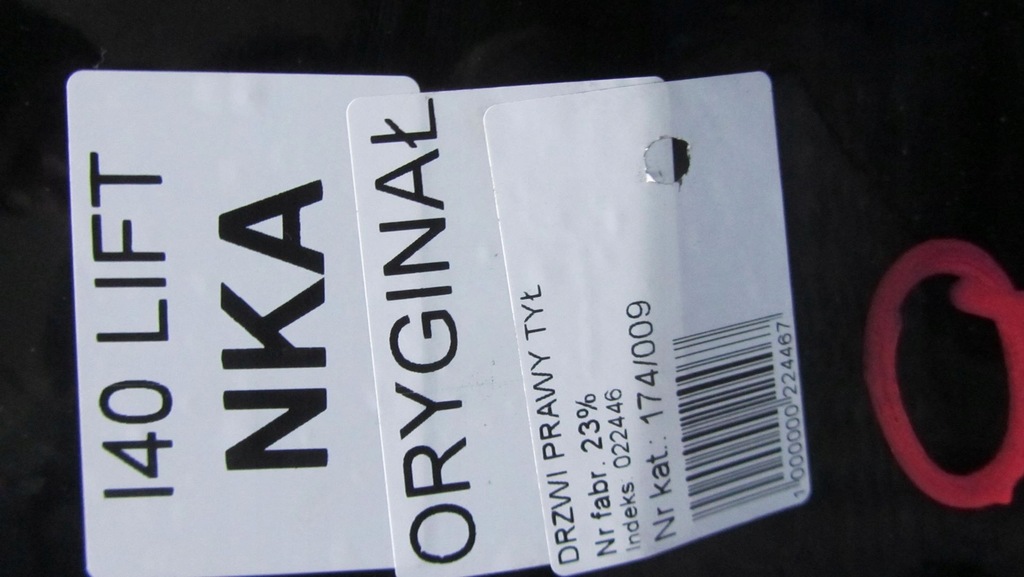 I40 LIFT
NKA
ORYGINAŁ
DRZWI PRAWY TYŁ
Nr fabr. 23%
Indeks 022446
Nr kat.: 174/009
1000000224467